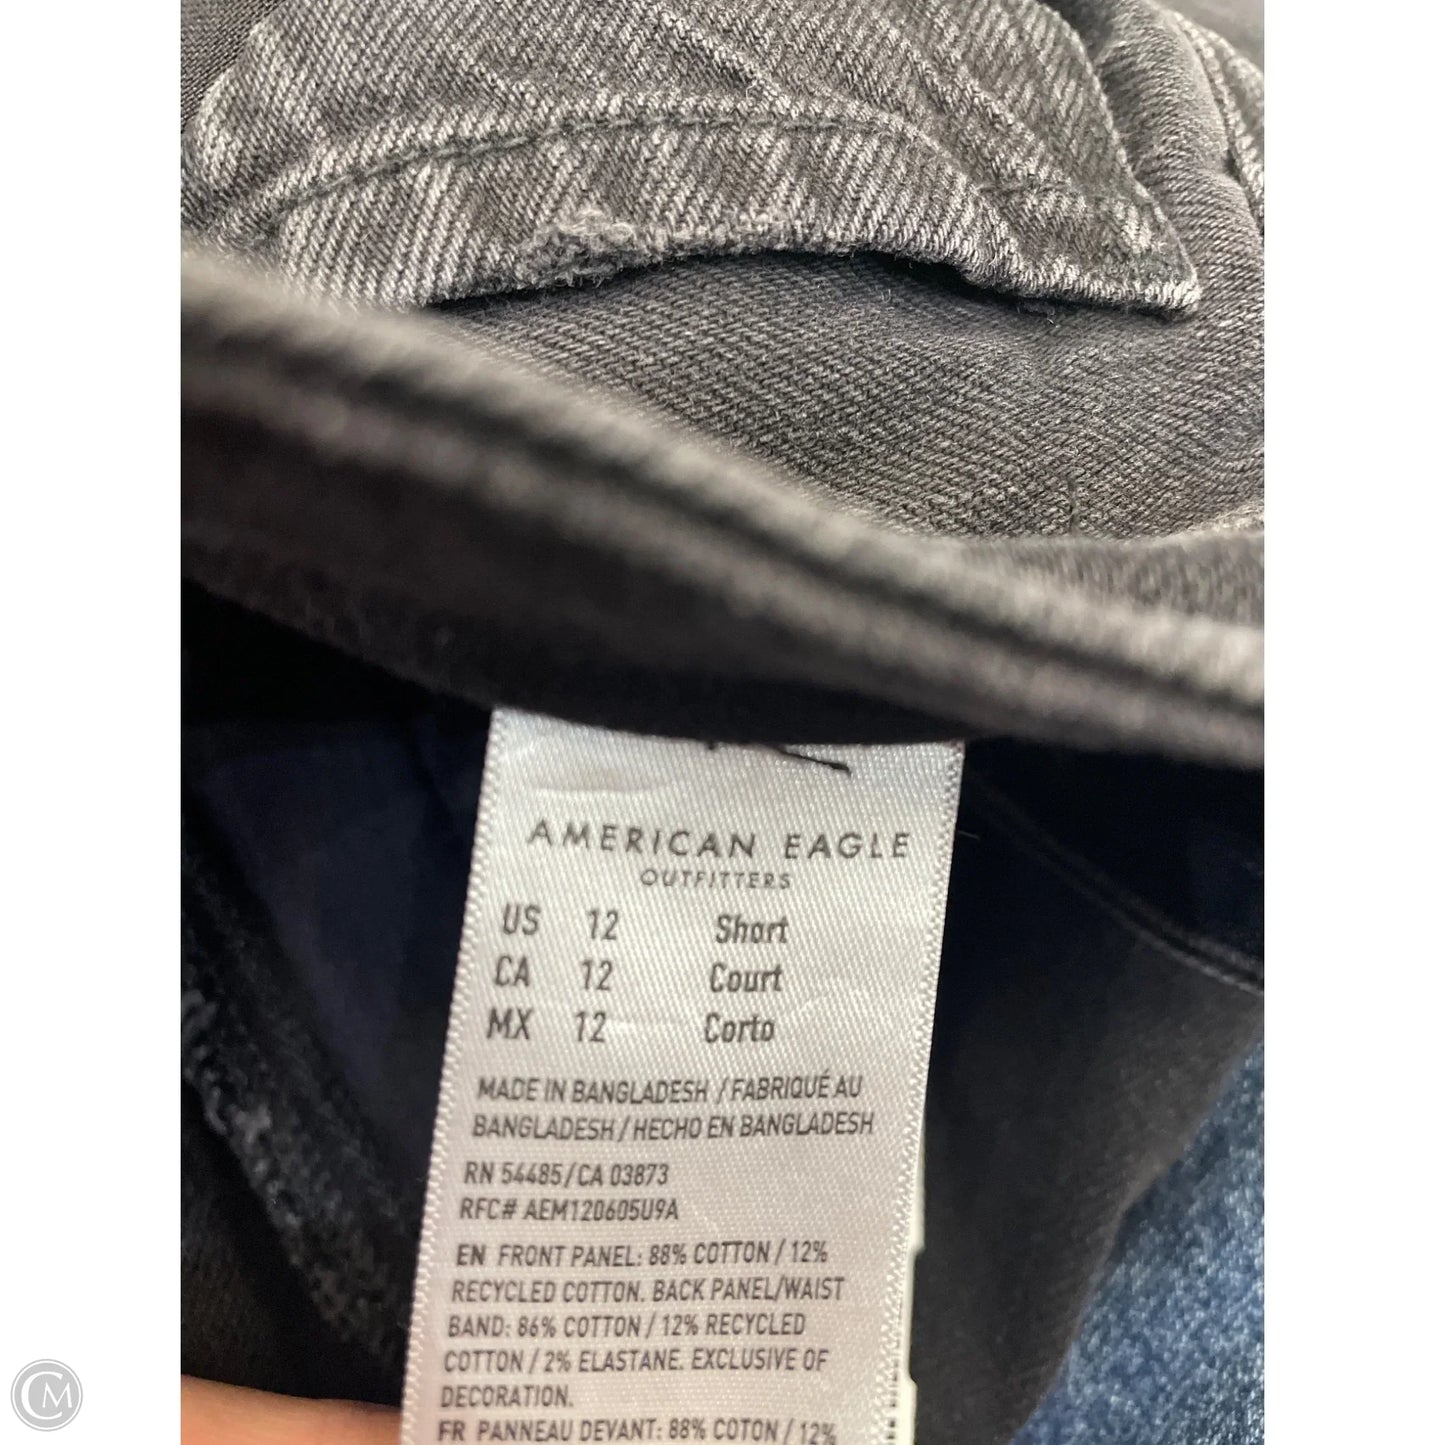 AMERICAN EAGLE
OUTFITTERS
US 12 Short
CA 12 Court
MX 12 Corto
MADE IN BANGLADESH / FABRIQUÉ AU
BANGLADESH / HECHO EN BANGLADESH
RN 54485/CA 03873
RFC# AEM120605U9A
EN FRONT PANEL: 88% COTTON / 12%
RECYCLED COTTON. BACK PANEL/WAIST
BAND: 86% COTTON / 12% RECYCLED
COTTON / 2% ELASTANE. EXCLUSIVE OF
DECORATION.
FR PANNEAU DEVANT: 88% COTON / 12%
CM